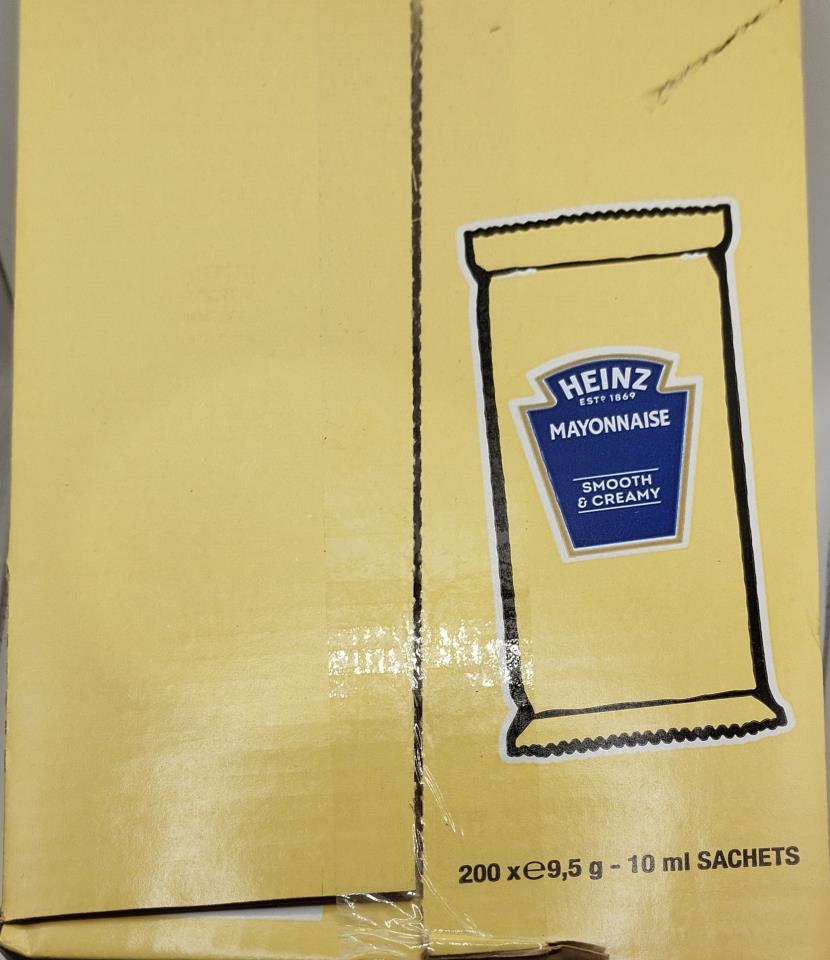 HEINZ
ESTD 1869
MAYONNAISE
SMOOTH
& CREAMY
200 x℮9,5 g - 10 ml SACHETS